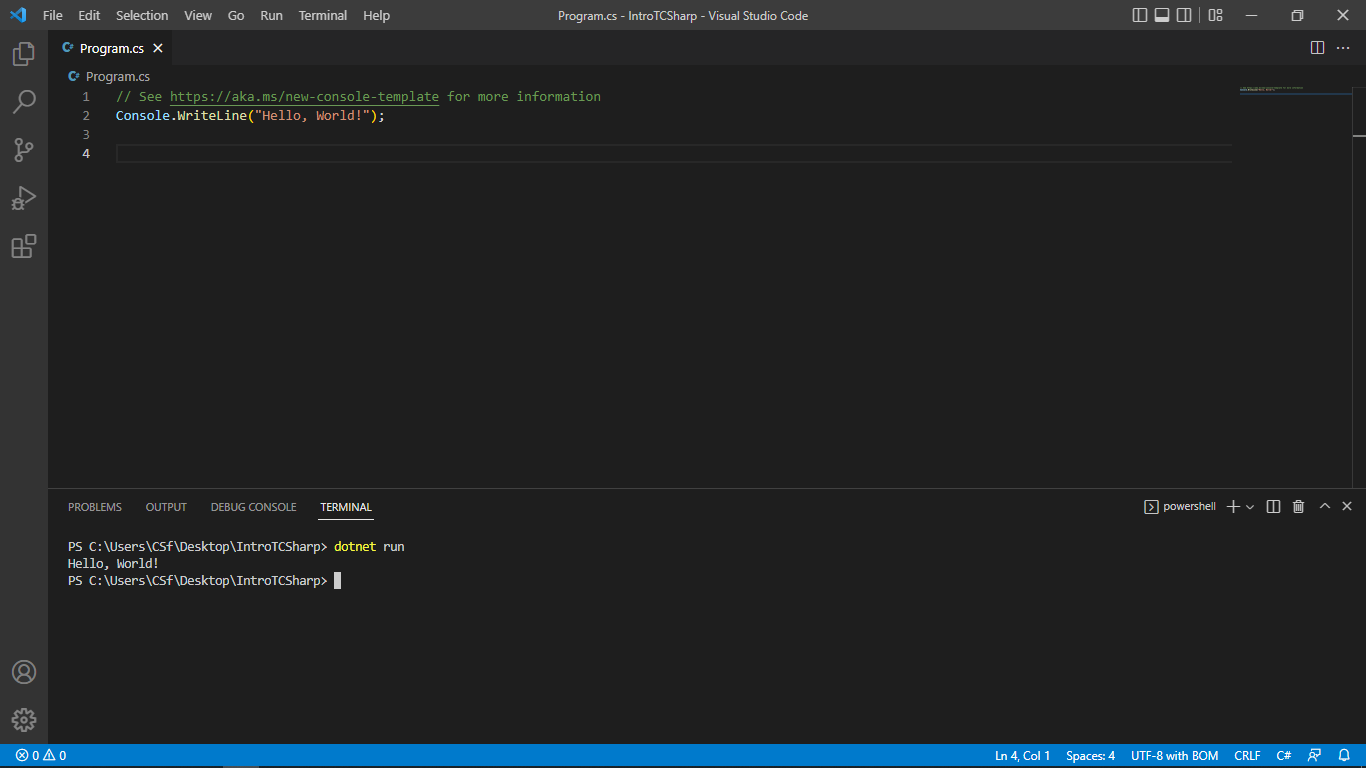 File Edit Selection View Go Run Terminal Help Program.cs - IntroTCSharp - Visual Studio Code
C# Program.cs
C# Program.cs
1 // See https://aka.ms/new-console-template for more information
2 Console.WriteLine("Hello, World!");
3
4
PROBLEMS OUTPUT DEBUG CONSOLE TERMINAL powershell
PS C:\Users\CSf\Desktop\IntroTCSharp> dotnet run
Hello, World!
PS C:\Users\CSf\Desktop\IntroTCSharp>
0 0 Ln 4, Col 1 Spaces: 4 UTF-8 with BOM CRLF C#